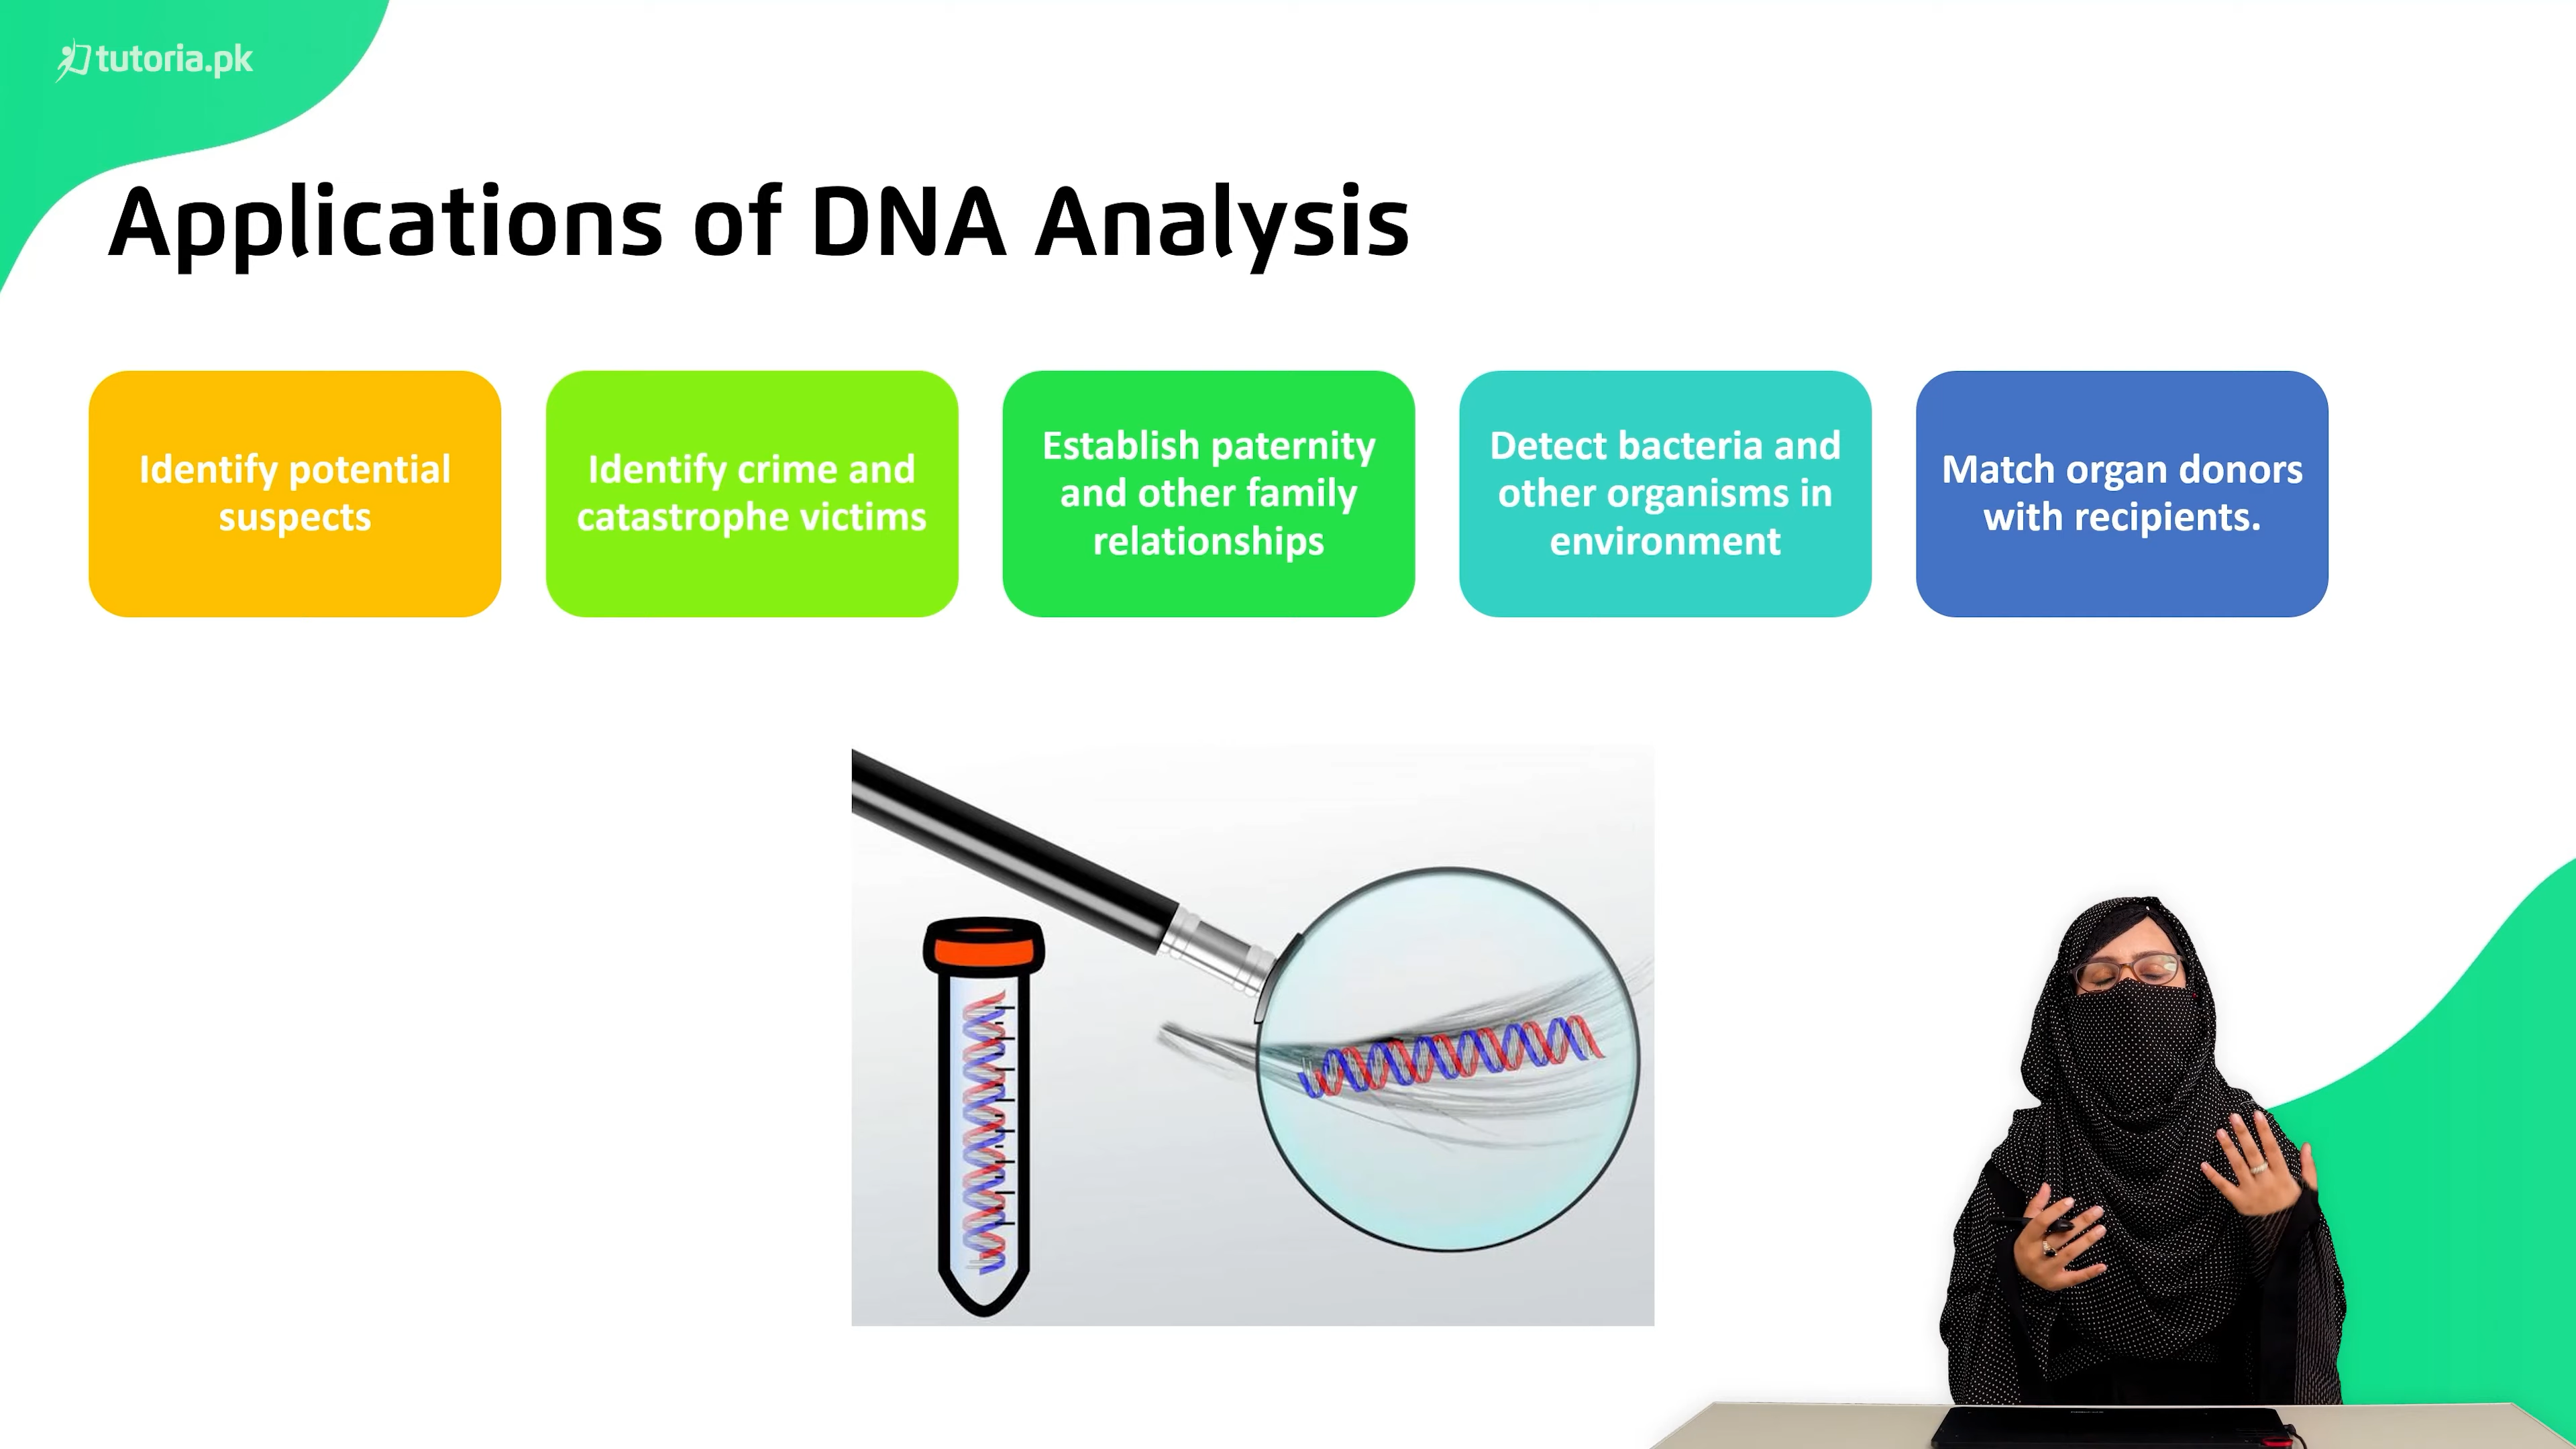 tutoria.pk
Applications of DNA Analysis
Identify potential
suspects
Identify crime and
catastrophe victims
Establish paternity
and other family
relationships
Detect bacteria and
other organisms in
environment
Match organ donors
with recipients.